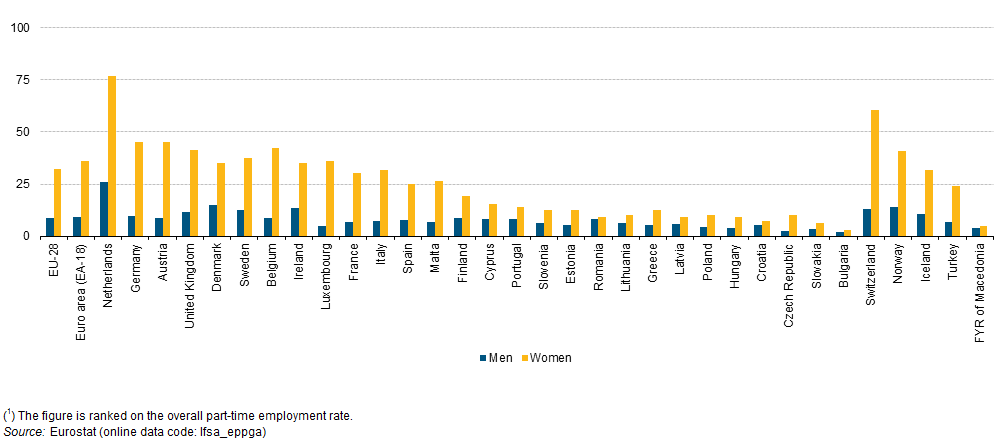 100
75
50
25
0
EU-28
Euro area (EA-18)
Netherlands
Germany
Austria
United Kingdom
Denmark
Sweden
Belgium
Ireland
Luxembourg
France
Italy
Spain
Malta
Finland
Cyprus
Portugal
Slovenia
Estonia
Romania
Lithuania
Greece
Latvia
Poland
Hungary
Croatia
Czech Republic
Slovakia
Bulgaria
Switzerland
Norway
Iceland
Turkey
FYR of Macedonia
Men Women
(¹) The figure is ranked on the overall part-time employment rate.
Source: Eurostat (online data code: lfsa_eppga)